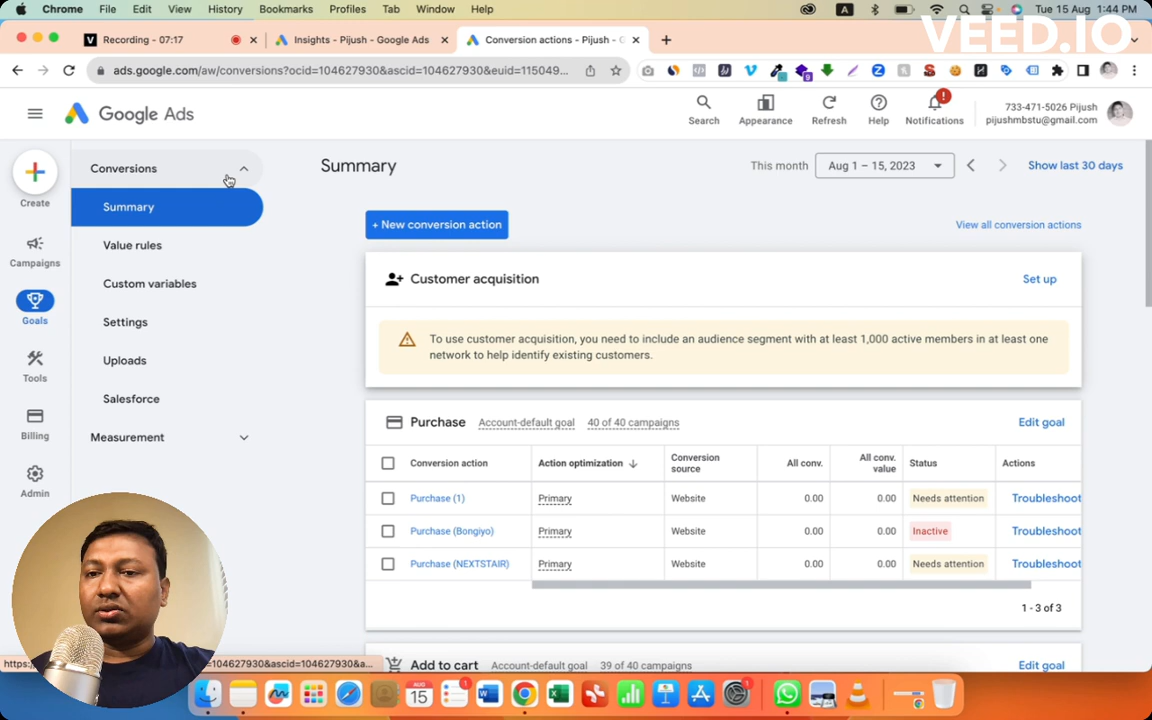 Chrome File Edit View History Bookmarks Profiles Tab Window Help A Tue 15 Aug 1:44 PM
VEED.IO
Recording - 07:17
Insights - Pijush - Google Ads
Conversion actions - Pijush - G
ads.google.com/aw/conversions?ocid=104627930&ascid=104627930&euid=115049...
Google Ads
Search
Appearance
Refresh
Help
Notifications
733-471-5026 Pijush
pijushmbstu@gmail.com
Create
Campaigns
Goals
Tools
Billing
Admin
Conversions
Summary
Value rules
Custom variables
Settings
Uploads
Salesforce
Measurement
Summary
This month
Aug 1 – 15, 2023
Show last 30 days
+ New conversion action
View all conversion actions
Customer acquisition
Set up
To use customer acquisition, you need to include an audience segment with at least 1,000 active members in at least one
network to help identify existing customers.
Purchase Account-default goal 40 of 40 campaigns Edit goal
Conversion action Action optimization Conversion source All conv. All conv. value Status Actions
Purchase (1) Primary Website 0.00 0.00 Needs attention Troubleshoot
Purchase (Bongiyo) Primary Website 0.00 0.00 Inactive Troubleshoot
Purchase (NEXTSTAIR) Primary Website 0.00 0.00 Needs attention Troubleshoot
1 - 3 of 3
Add to cart Account-default goal 39 of 40 campaigns Edit goal
https: =104627930&ascid=104627930&a...
AUG
15